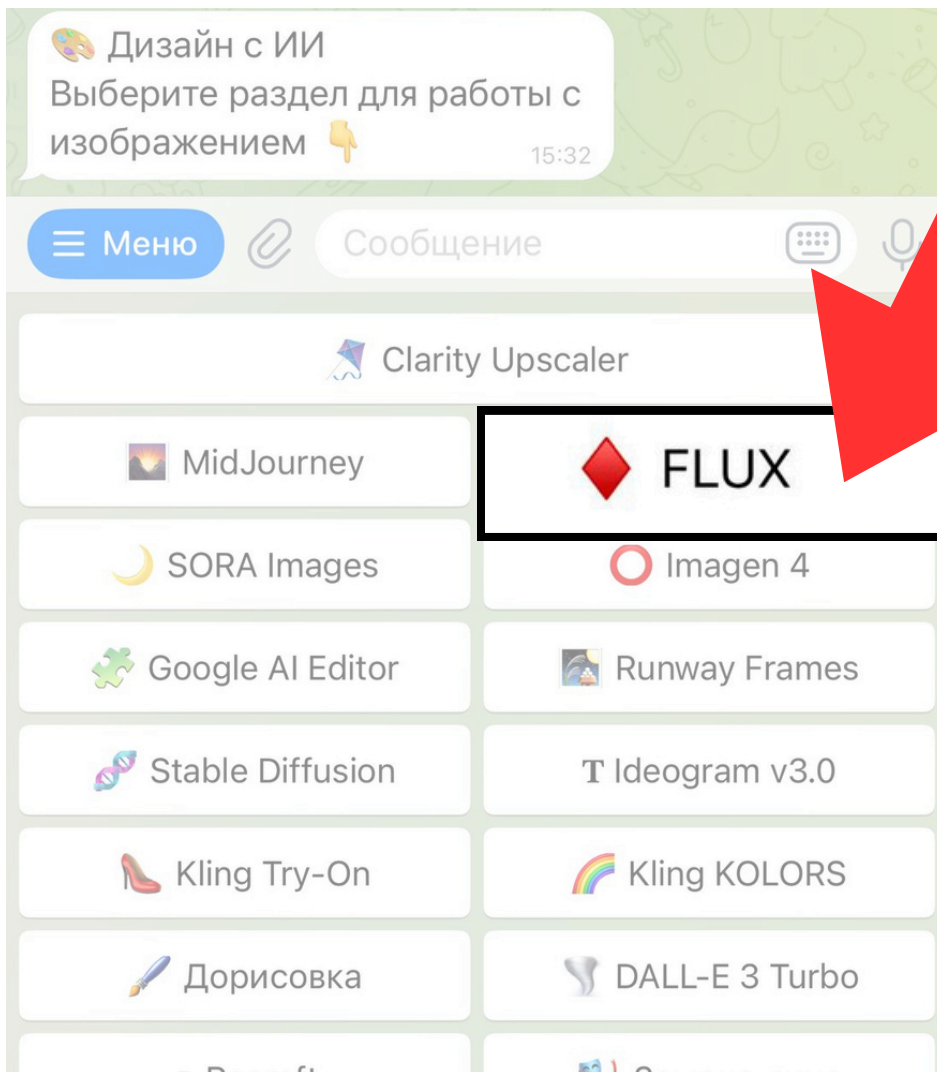 🎨 Дизайн с ИИ
Выберите раздел для работы с
изображением 👇
15:32
Меню
Сообщение
Clarity Upscaler
MidJourney
FLUX
SORA Images
Imagen 4
Google AI Editor
Runway Frames
Stable Diffusion
T Ideogram v3.0
Kling Try-On
Kling KOLORS
Дорисовка
DALL-E 3 Turbo